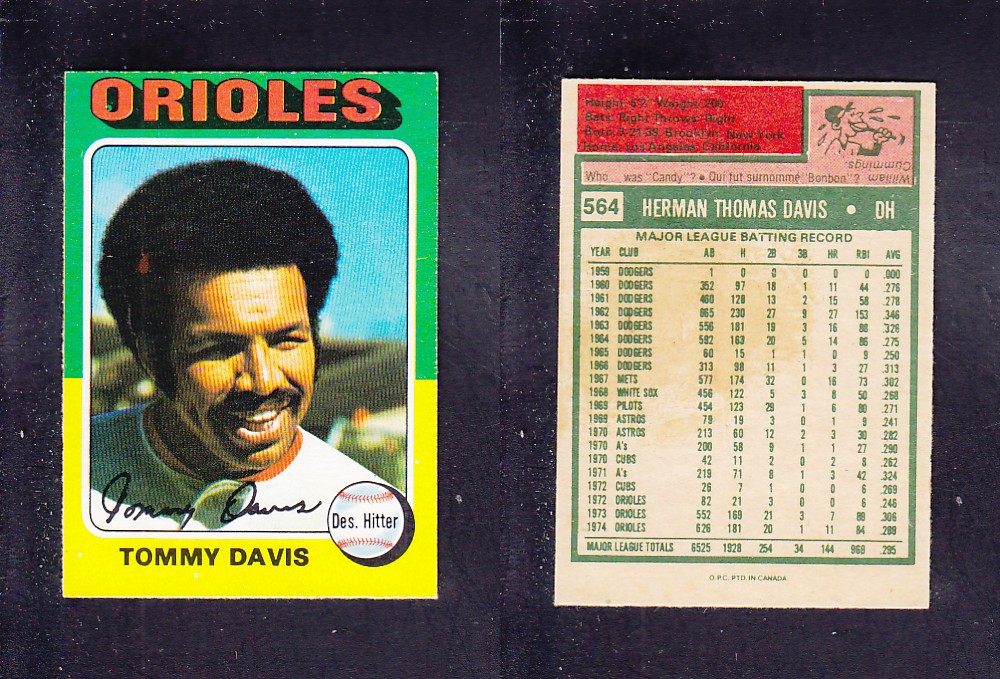 ORIOLES
Tommy Davis
Des. Hitter
TOMMY DAVIS
Height: 6'2" Weight: 200
Bats: Right Throws: Right
Born: 3-21-39, Brooklyn, New York
Home: Los Angeles, California
William
Cummings
Who was "Candy"? • Qui fut surnommé "Bonbon"?
564 HERMAN THOMAS DAVIS • DH
MAJOR LEAGUE BATTING RECORD
YEAR CLUB AB H 2B 3B HR RBI AVG
1959 DODGERS 1 0 0 0 0 0 .000
1960 DODGERS 352 97 18 1 11 44 .276
1961 DODGERS 460 128 13 2 15 58 .278
1962 DODGERS 665 230 27 9 27 153 .346
1963 DODGERS 556 181 19 3 16 88 .326
1964 DODGERS 592 163 20 5 14 86 .275
1965 DODGERS 60 15 1 1 0 9 .250
1966 DODGERS 313 98 11 1 3 27 .313
1967 METS 577 174 32 0 16 73 .302
1968 WHITE SOX 456 122 5 3 8 50 .268
1969 PILOTS 454 123 29 1 6 80 .271
1969 ASTROS 79 19 3 0 1 9 .241
1970 ASTROS 213 60 12 2 3 30 .282
1970 A's 200 58 9 1 1 27 .290
1970 CUBS 42 11 2 0 2 8 .262
1971 A's 219 71 8 1 3 42 .324
1972 CUBS 26 7 1 0 0 6 .269
1972 ORIOLES 82 21 3 0 0 6 .246
1973 ORIOLES 552 169 21 3 7 89 .306
1974 ORIOLES 626 181 20 1 11 84 .289
MAJOR LEAGUE TOTALS 6525 1928 254 34 144 969 .295
O.P.C. PTD. IN CANADA